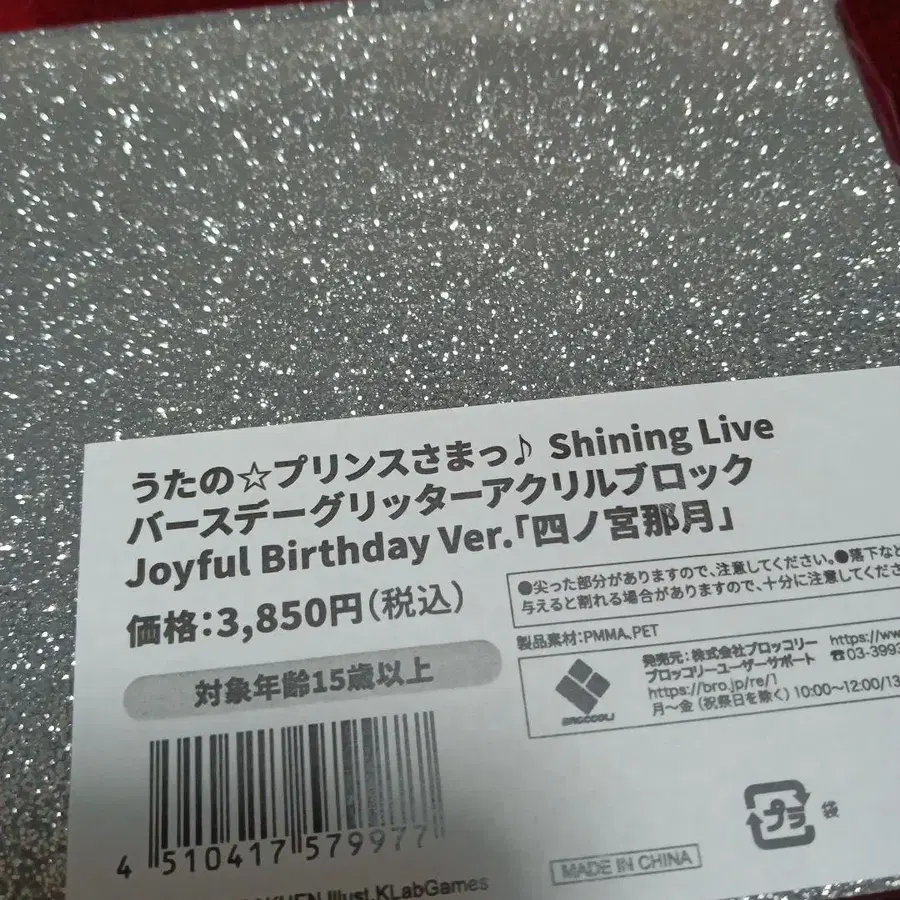 うたの☆プリンスさまっ♪ Shining Live
バースデーグリッターアクリルブロック
Joyful Birthday Ver.「四ノ宮那月」
価格：3,850円（税込）
対象年齢15歳以上
●尖った部分がありますので、注意してください。●落下など
与えると割れる場合がありますので、十分に注意してくださ
製品素材：PMMA、PET
BROCCOLI
発売元：株式会社ブロッコリー https://ww
ブロッコリーユーザーサポート ☎03-3993
https://bro.jp/re/1
月～金（祝祭日を除く）10:00～12:00/13
4 510417 579977
プラ 袋
MADE IN CHINA
Illust.KLabGames